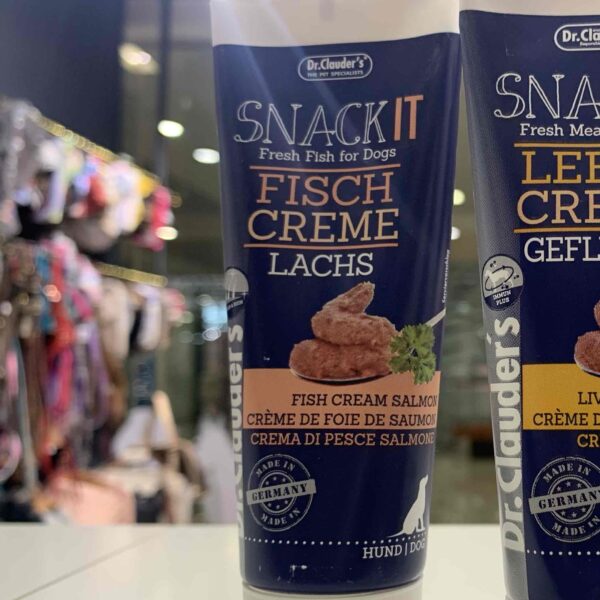 Dr.Clauder's
THE PET SPECIALISTS
SNACK IT
Fresh Fish for Dogs
FISCH
CREME
LACHS
FISH CREAM SALMON
CRÈME DE FOIE DE SAUMON
CREMA DI PESCE SALMONE
Dr.Clauder's
MADE IN
GERMANY
MADE IN
HUND | DOG
Dr.Clauder's
SNA
Fresh Mea
LEB
CRE
GEFL
IMMUN
PLUS
Dr.Clauder's
LIV
CRÈME D
CR
MADE IN
GERMANY
MADE IN